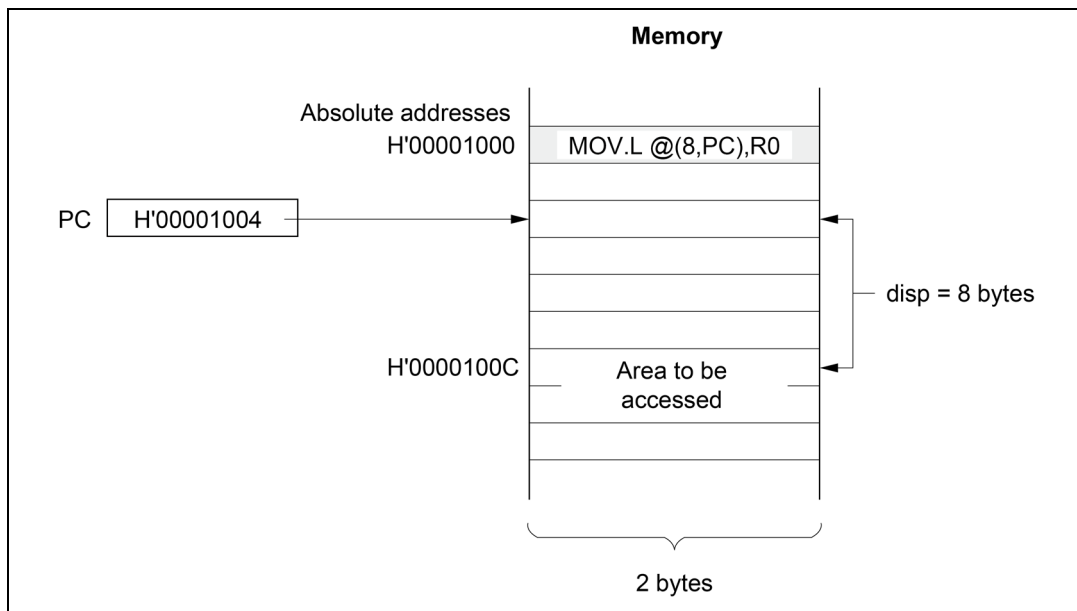 Memory
Absolute addresses
H'00001000
MOV.L @(8,PC),R0
PC
H'00001004
disp = 8 bytes
H'0000100C
Area to be
accessed
2 bytes